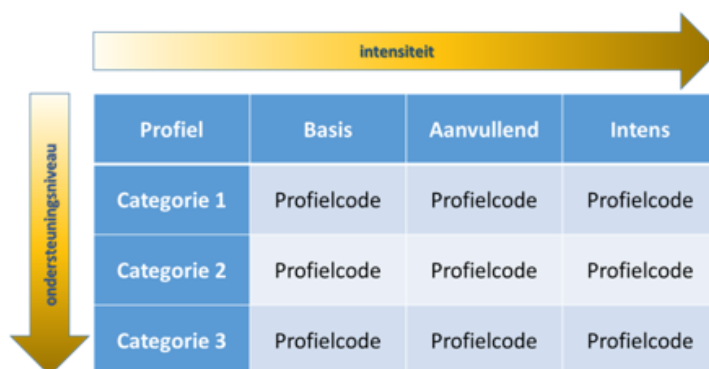 intensiteit
ondersteuningsniveau
Profiel Basis Aanvullend Intens
Categorie 1 Profielcode Profielcode Profielcode
Categorie 2 Profielcode Profielcode Profielcode
Categorie 3 Profielcode Profielcode Profielcode